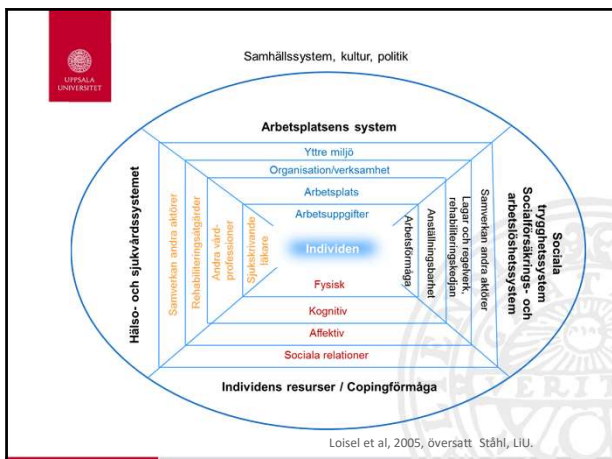 UPPSALA
UNIVERSITET
Samhällssystem, kultur, politik
Arbetsplatsens system
Yttre miljö
Organisation/verksamhet
Arbetsplats
Arbetsuppgifter
Hälso- och sjukvårdssystemet
Samverkan andra aktörer
Rehabiliteringsåtgärder
Andra vård-
professioner
Sjukskrivande
läkare
Individen
Arbetsförmåga
Anställningsbarhet
Lagar och regelverk,
rehabiliteringskedjan
Samverkan andra aktörer
Sociala
trygghetssystem
Socialförsäkrings- och
arbetslöshetssystem
Fysisk
Kognitiv
Affektiv
Sociala relationer
Individens resurser / Copingförmåga
Loisel et al, 2005, översatt Ståhl, LiU.